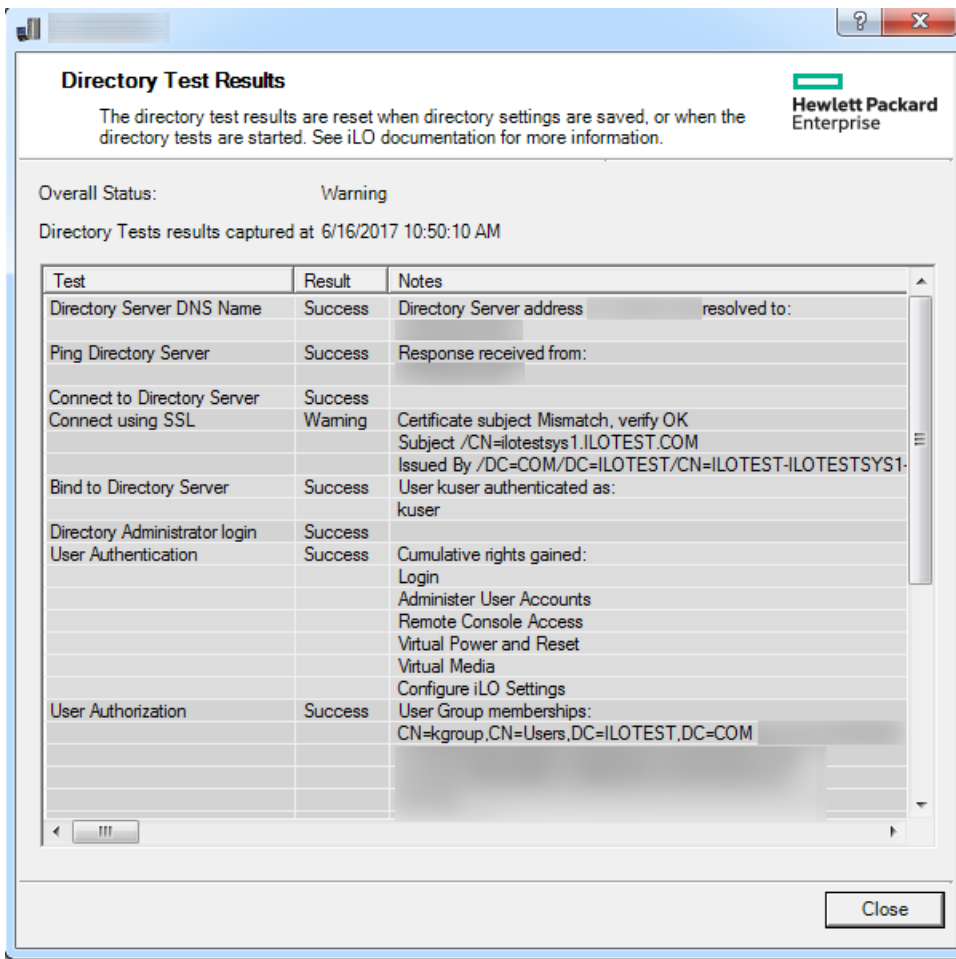 Directory Test Results
The directory test results are reset when directory settings are saved, or when the
directory tests are started. See iLO documentation for more information.
Hewlett Packard
Enterprise
Overall Status: Warning
Directory Tests results captured at 6/16/2017 10:50:10 AM
Test Result Notes
Directory Server DNS Name Success Directory Server address resolved to:
Ping Directory Server Success Response received from:
Connect to Directory Server Success
Connect using SSL Warning Certificate subject Mismatch, verify OK
Subject /CN=ilotestsys1.ILOTEST.COM
Issued By /DC=COM/DC=ILOTEST/CN=ILOTEST-ILOTESTSYS1-
Bind to Directory Server Success User kuser authenticated as:
kuser
Directory Administrator login Success
User Authentication Success Cumulative rights gained:
Login
Administer User Accounts
Remote Console Access
Virtual Power and Reset
Virtual Media
Configure iLO Settings
User Authorization Success User Group memberships:
CN=kgroup,CN=Users,DC=ILOTEST,DC=COM
Close